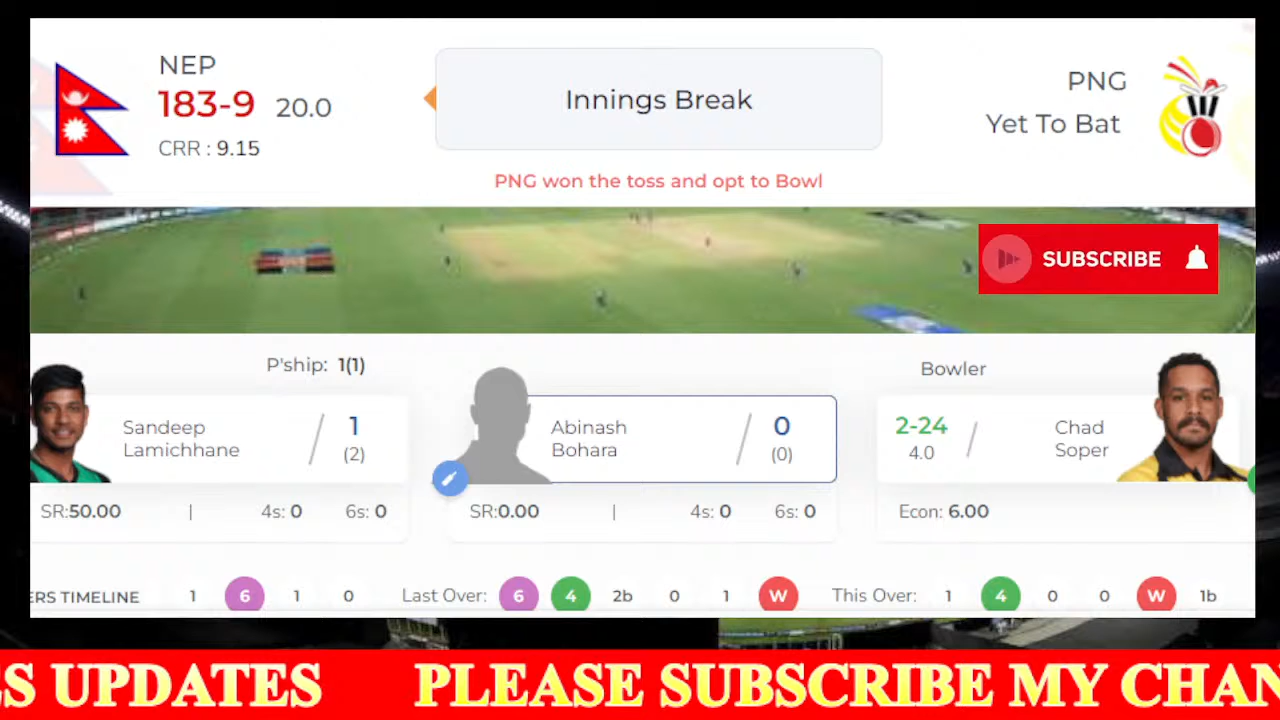 NEP
183-9 20.0
CRR : 9.15
Innings Break
PNG won the toss and opt to Bowl
PNG
Yet To Bat
SUBSCRIBE
P'ship: 1(1)
Sandeep Lamichhane 1 (2)
SR:50.00 | 4s: 0 6s: 0
Abinash Bohara 0 (0)
SR:0.00 | 4s: 0 6s: 0
Bowler
2-24 4.0 Chad Soper
Econ: 6.00
ERS TIMELINE 1 6 1 0 Last Over: 6 4 2b 0 1 W This Over: 1 4 0 0 W 1b
ES UPDATES PLEASE SUBSCRIBE MY CHAN